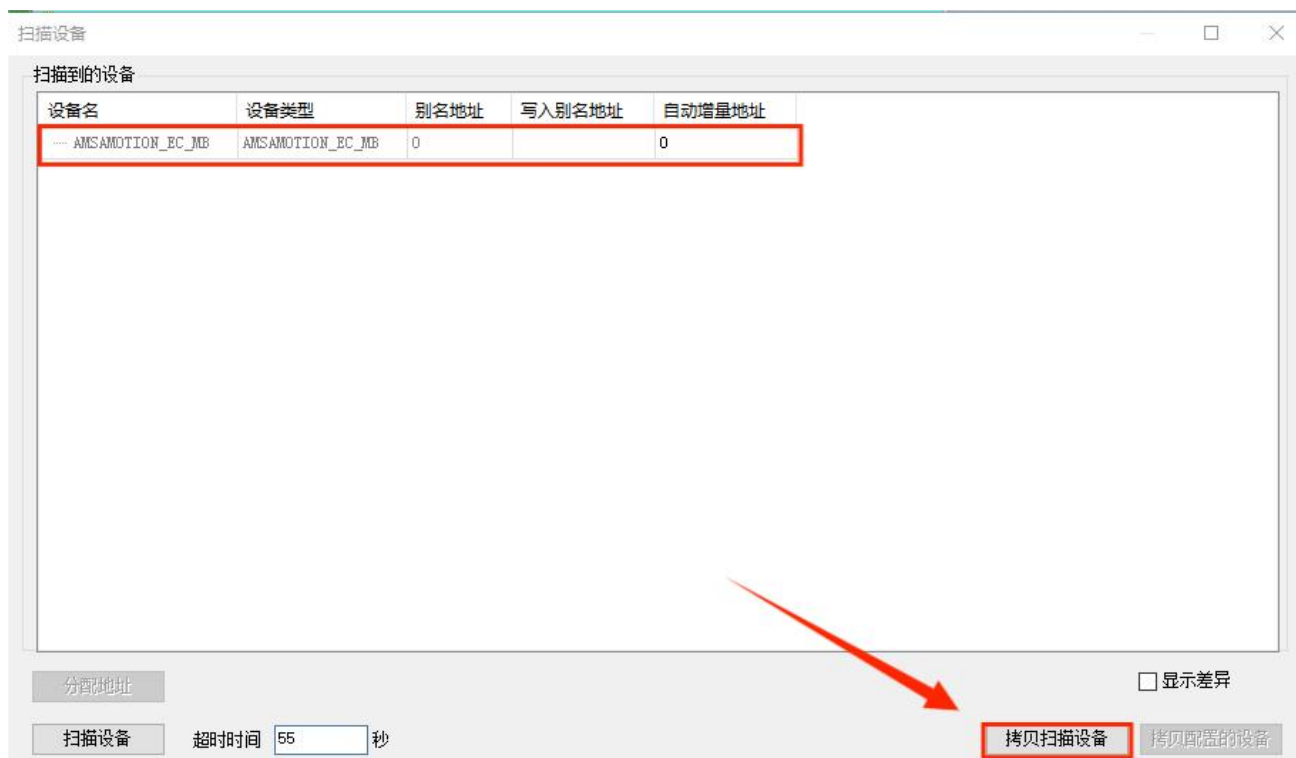 扫描设备
扫描到的设备
设备名 设备类型 别名地址 写入别名地址 自动增量地址
AMSAMOTION_EC_MB AMSAMOTION_EC_MB 0 0
分配地址
显示差异
扫描设备 超时时间 55 秒 拷贝扫描设备 拷贝配置的设备